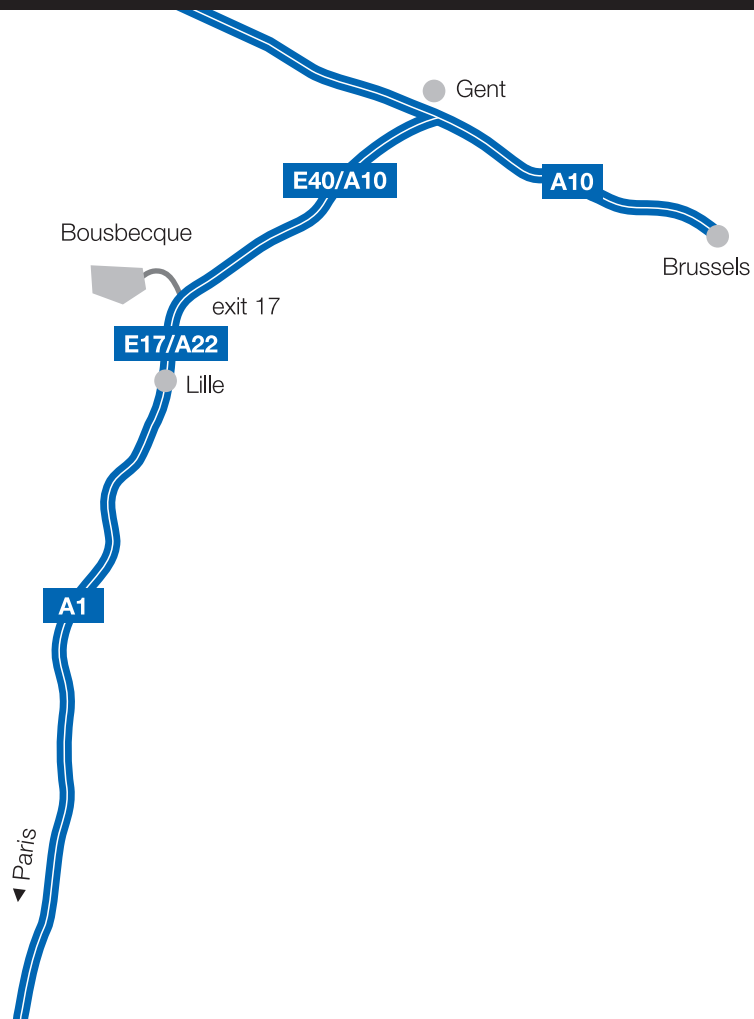 Gent
E40/A10
A10
Bousbecque
Brussels
exit 17
E17/A22
Lille
A1
Paris